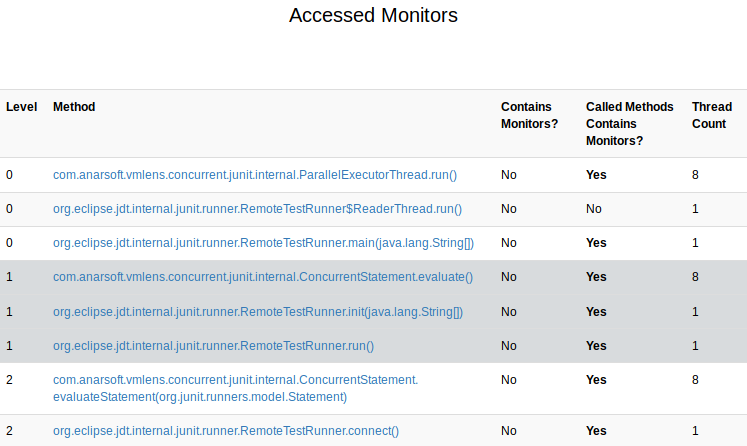 Accessed Monitors
Level Method Contains Monitors? Called Methods Contains Monitors? Thread Count
0 com.anarsoft.vmlens.concurrent.junit.internal.ParallelExecutorThread.run() No Yes 8
0 org.eclipse.jdt.internal.junit.runner.RemoteTestRunner$ReaderThread.run() No No 1
0 org.eclipse.jdt.internal.junit.runner.RemoteTestRunner.main(java.lang.String[]) No Yes 1
1 com.anarsoft.vmlens.concurrent.junit.internal.ConcurrentStatement.evaluate() No Yes 8
1 org.eclipse.jdt.internal.junit.runner.RemoteTestRunner.init(java.lang.String[]) No Yes 1
1 org.eclipse.jdt.internal.junit.runner.RemoteTestRunner.run() No Yes 1
2 com.anarsoft.vmlens.concurrent.junit.internal.ConcurrentStatement. No Yes 8
evaluateStatement(org.junit.runners.model.Statement)
2 org.eclipse.jdt.internal.junit.runner.RemoteTestRunner.connect() No Yes 1